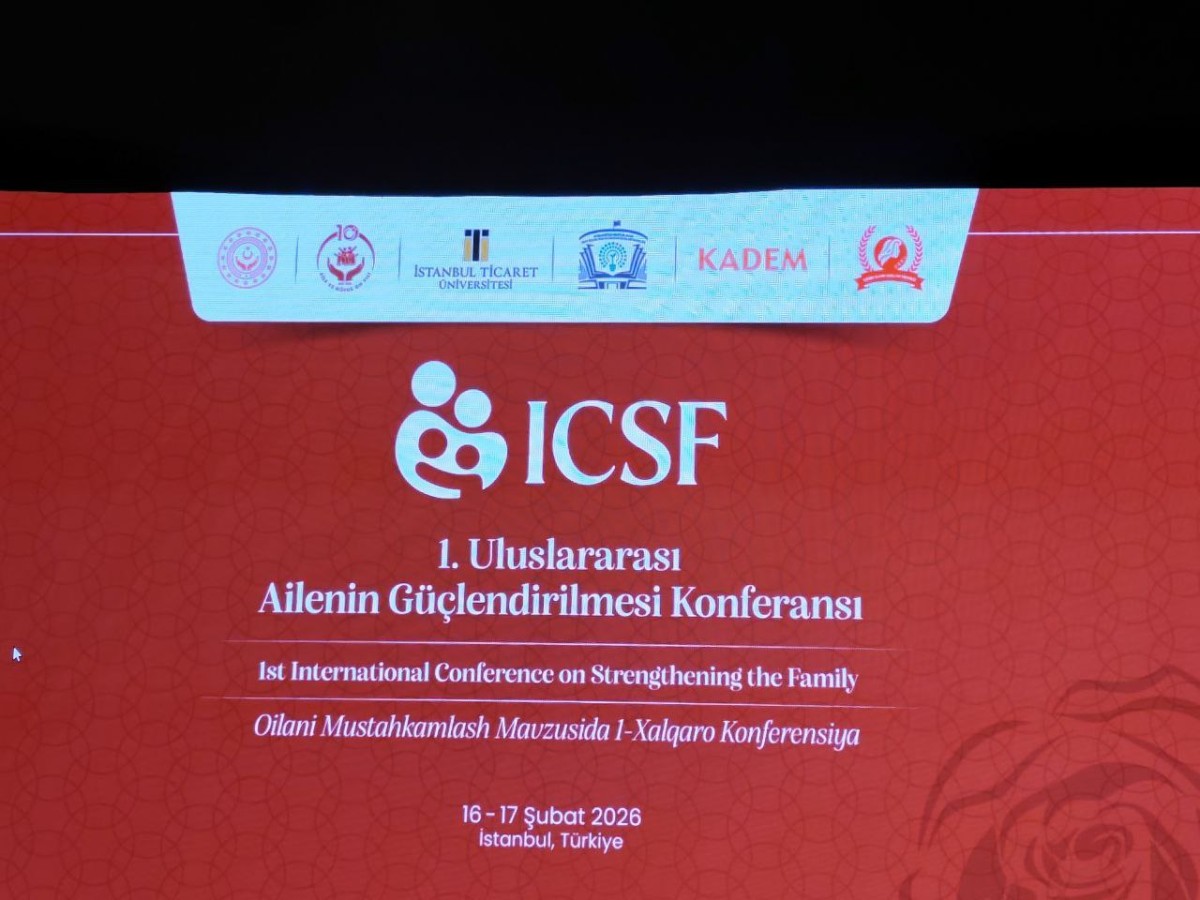 10
İSTANBUL TİCARET
ÜNİVERSİTESİ
KADEM
ICSF
1. Uluslararası
Ailenin Güçlendirilmesi Konferansı
1st International Conference on Strengthening the Family
Oilani Mustahkamlash Mavzusida 1-Xalqaro Konferensiya
16 - 17 Şubat 2026
İstanbul, Türkiye